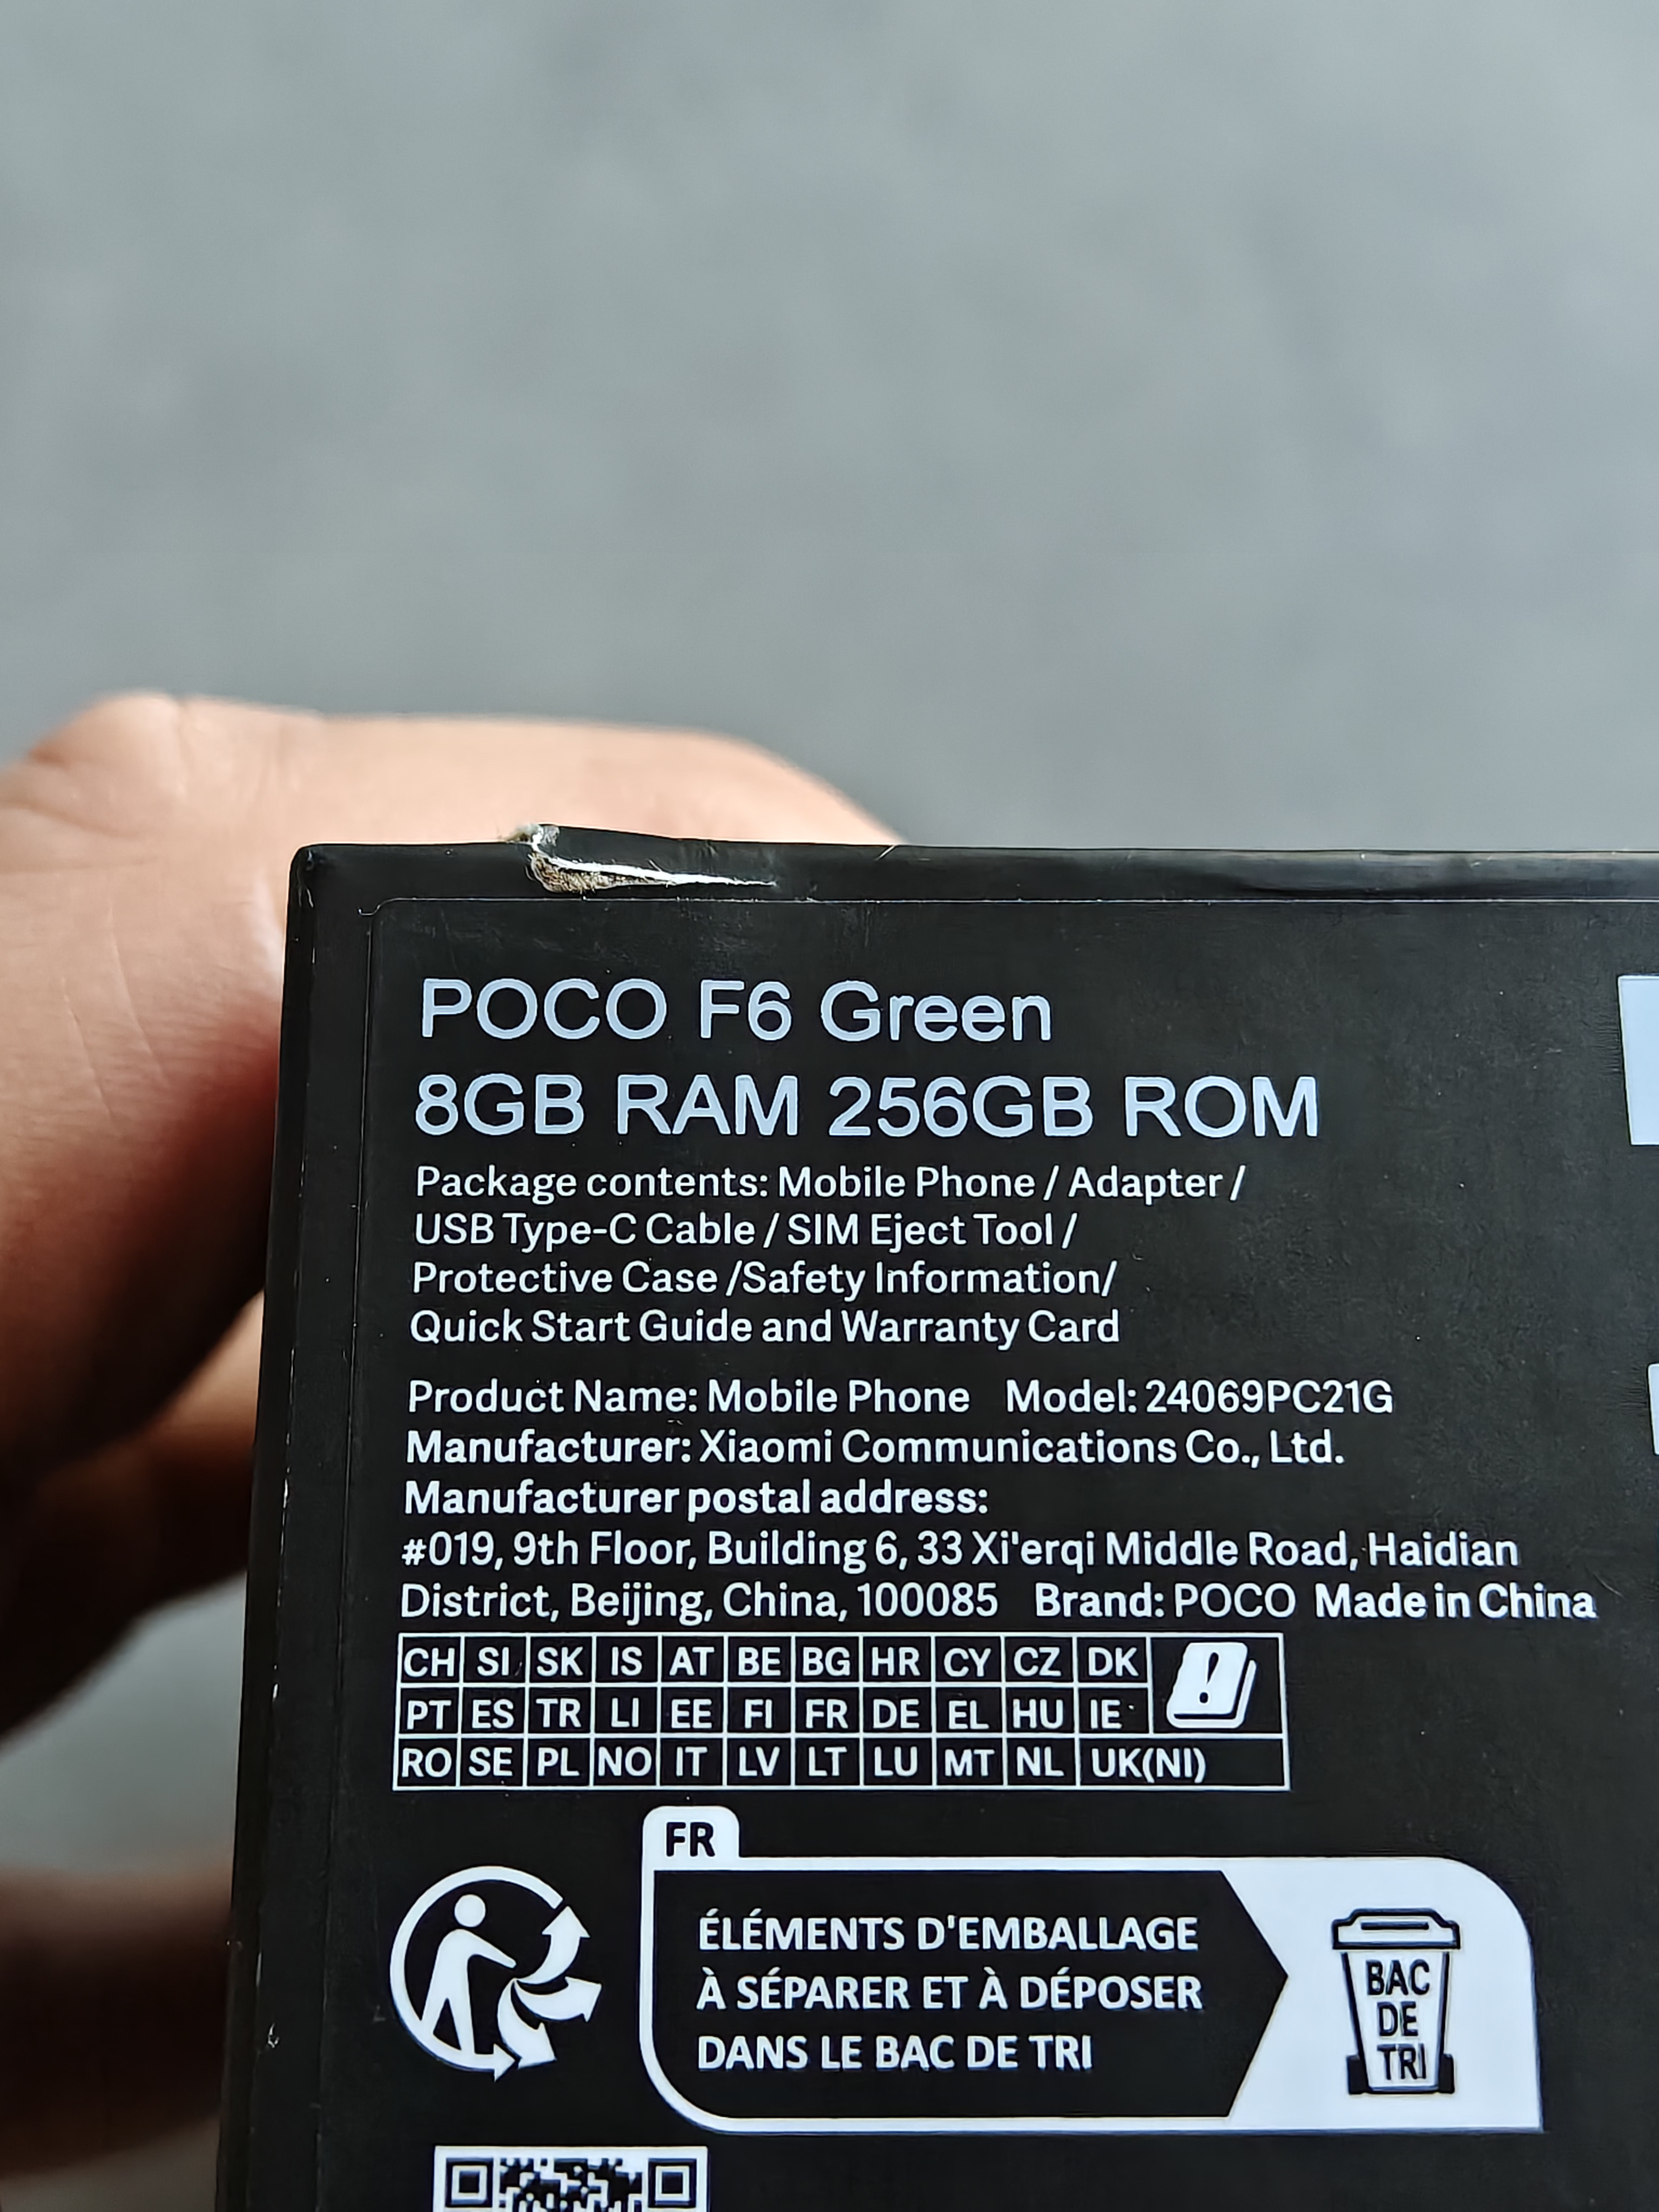 POCO F6 Green
8GB RAM 256GB ROM
Package contents: Mobile Phone / Adapter /
USB Type-C Cable / SIM Eject Tool /
Protective Case /Safety Information/
Quick Start Guide and Warranty Card
Product Name: Mobile Phone Model: 24069PC21G
Manufacturer: Xiaomi Communications Co., Ltd.
Manufacturer postal address:
#019, 9th Floor, Building 6, 33 Xi'erqi Middle Road, Haidian
District, Beijing, China, 100085 Brand: POCO Made in China
CH SI SK IS AT BE BG HR CY CZ DK
PT ES TR LI EE FI FR DE EL HU IE
RO SE PL NO IT LV LT LU MT NL UK(NI)
FR
ÉLÉMENTS D'EMBALLAGE
À SÉPARER ET À DÉPOSER
DANS LE BAC DE TRI
BAC
DE
TRI